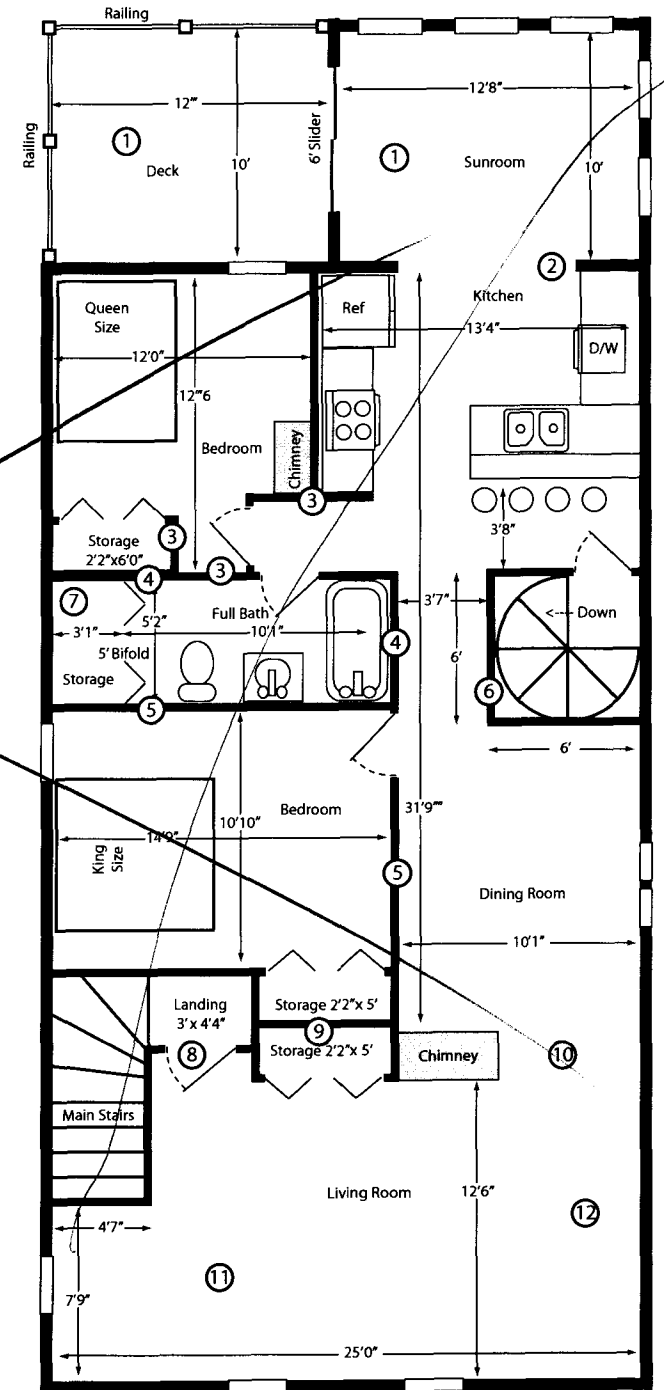 Railing
12'"
12'8"
Railing
1
Deck
10'
6' Slider
1
Sunroom
10'
2
Queen
Size
Ref
Kitchen
13'4"
D/W
12'0"
12'"6
Bedroom
Chimney
3
3'8"
Storage
2'2"x6'0"
3
3
4
7
5'2"
Full Bath
3'1"
10'1"
5' Bifold
Storage
4
3'7"
6'
<--- Down
6
5
6'
Bedroom
10'10"
14'9"
King
Size
31'9""
5
Dining Room
10'1"
Landing
3' x 4'4"
Storage 2'2"x 5'
9
Storage 2'2"x 5'
8
Chimney
10
Main Stairs
Living Room
12'6"
12
4'7"
11
7'9"
25'0"